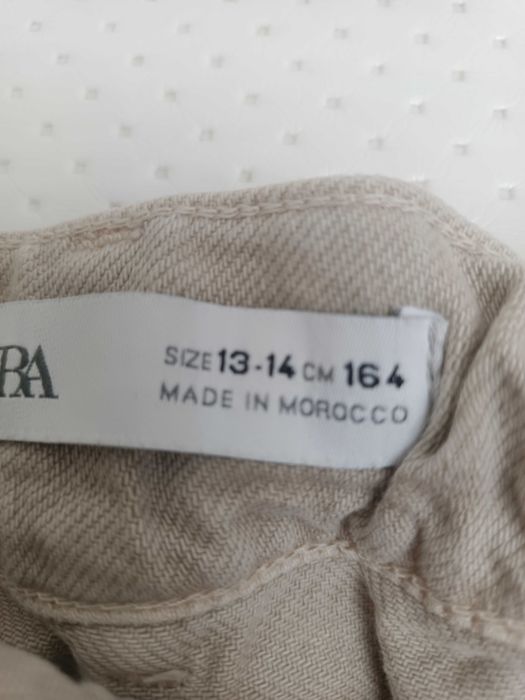 RA
SIZE 13-14 CM 164
MADE IN MOROCCO